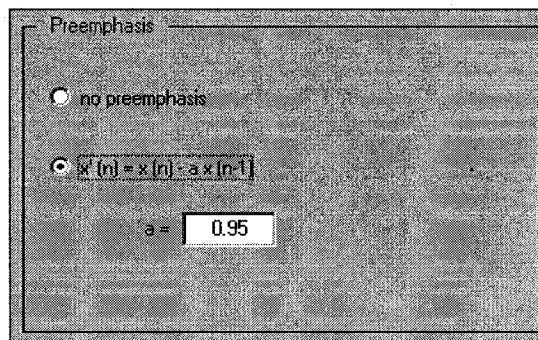 Preemphasis
no preemphasis
x' (n) = x (n) - a x (n-1)
a = 0.95